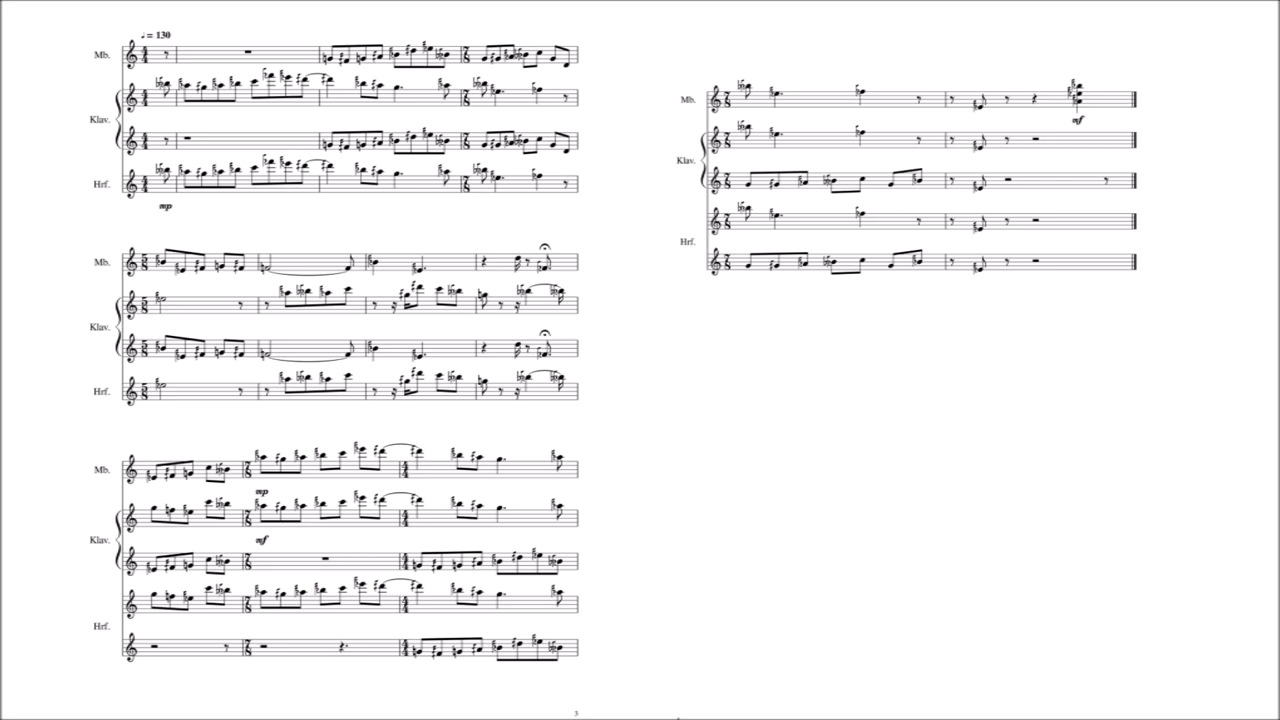 ♩ = 130
Mb.
Klav.
Hrf.
mp
Mb.
Klav.
Hrf.
Mb.
mp
Klav.
mf
Hrf.
3
Mb.
mf
Klav.
Hrf.